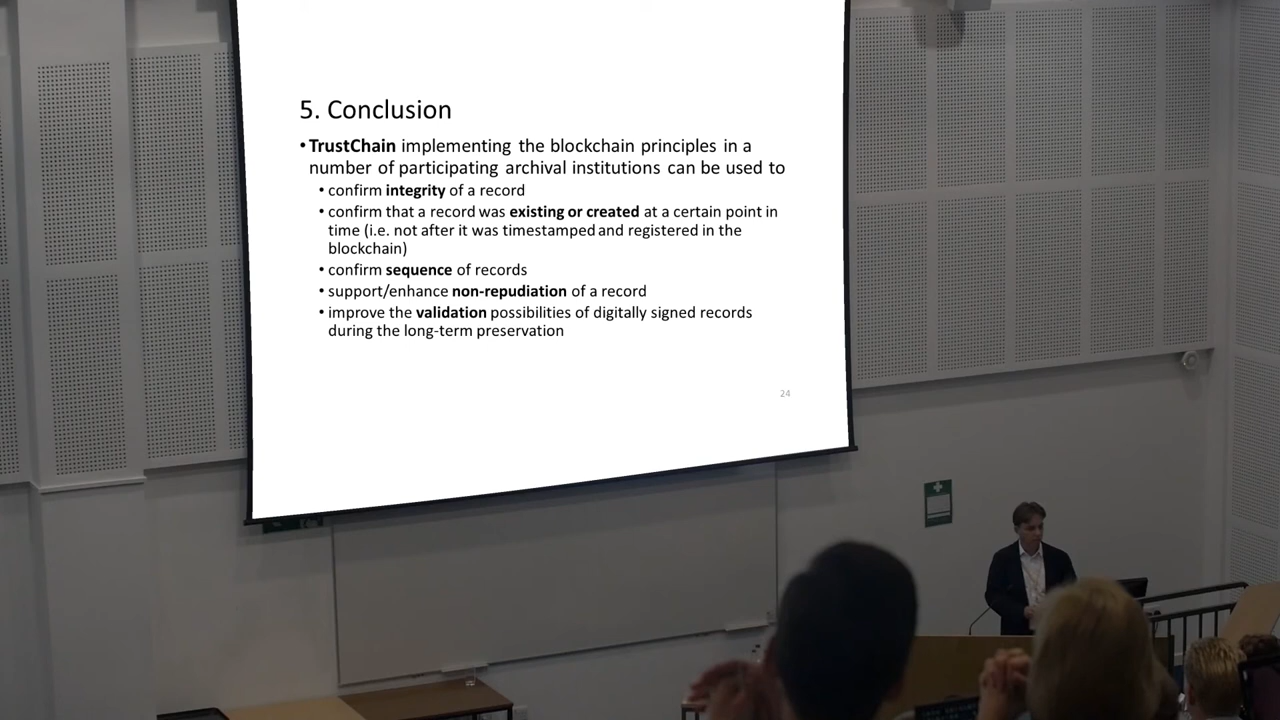 5. Conclusion
• TrustChain implementing the blockchain principles in a
number of participating archival institutions can be used to
• confirm integrity of a record
• confirm that a record was existing or created at a certain point in
time (i.e. not after it was timestamped and registered in the
blockchain)
• confirm sequence of records
• support/enhance non-repudiation of a record
• improve the validation possibilities of digitally signed records
during the long-term preservation
24